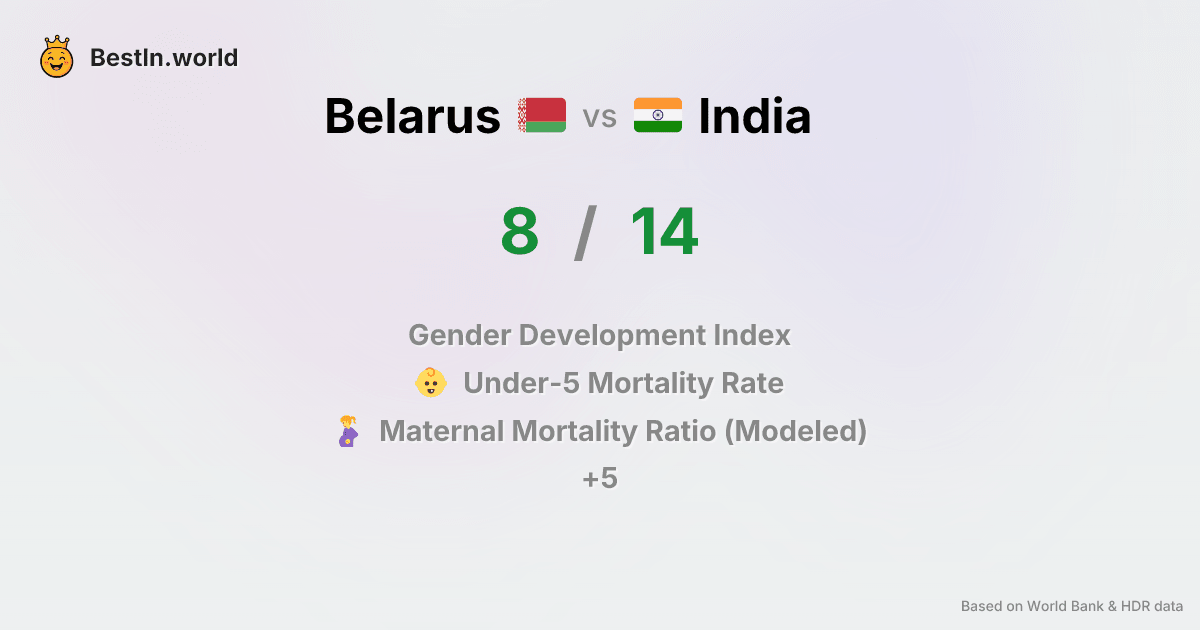 BestIn.world
Belarus vs India
8 / 14
Gender Development Index
Under-5 Mortality Rate
Maternal Mortality Ratio (Modeled)
+5
Based on World Bank & HDR data